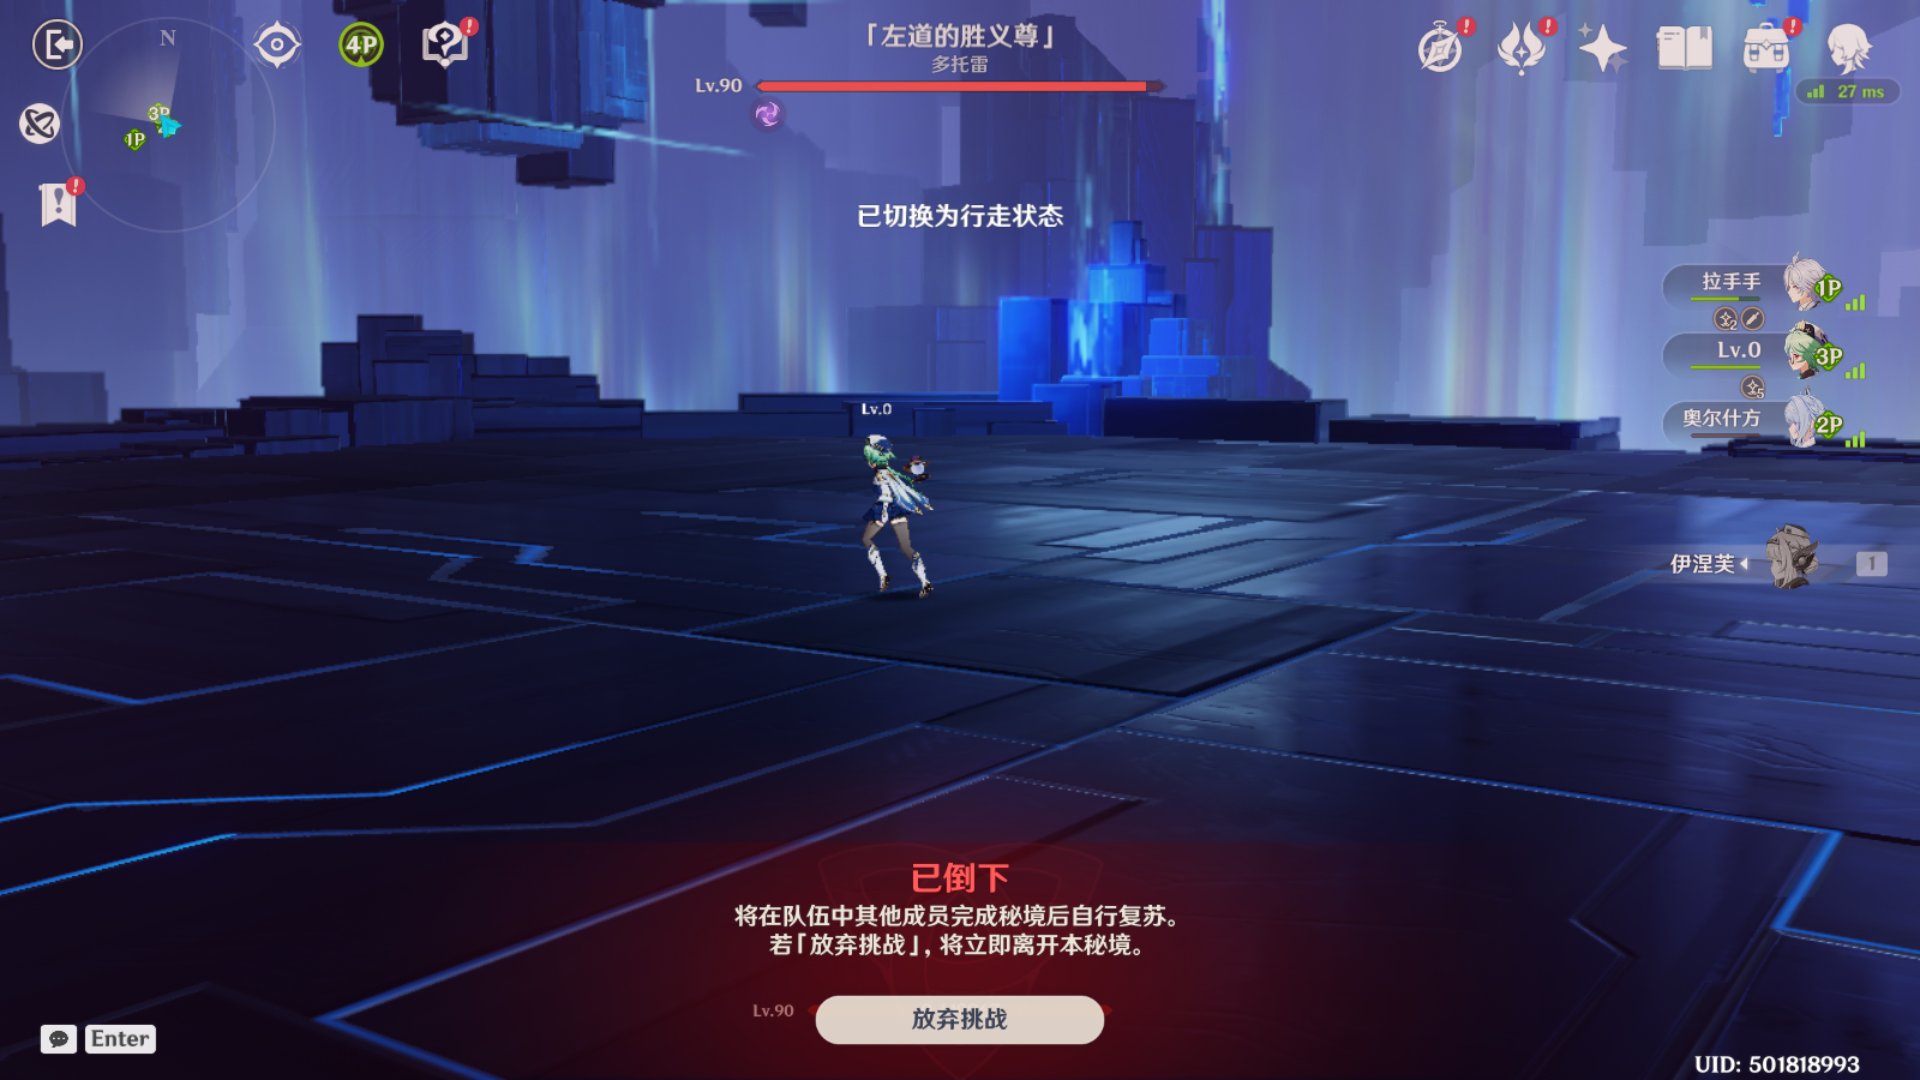 N
4P
3P
1P
「左道的胜义尊」
多托雷
Lv.90
27 ms
已切换为行走状态
拉手手
1P
2
Lv.0
3P
5
奥尔什方
2P
Lv.0
伊涅芙
1
已倒下
将在队伍中其他成员完成秘境后自行复苏。
若「放弃挑战」，将立即离开本秘境。
Lv.90
放弃挑战
Enter
UID: 501818993